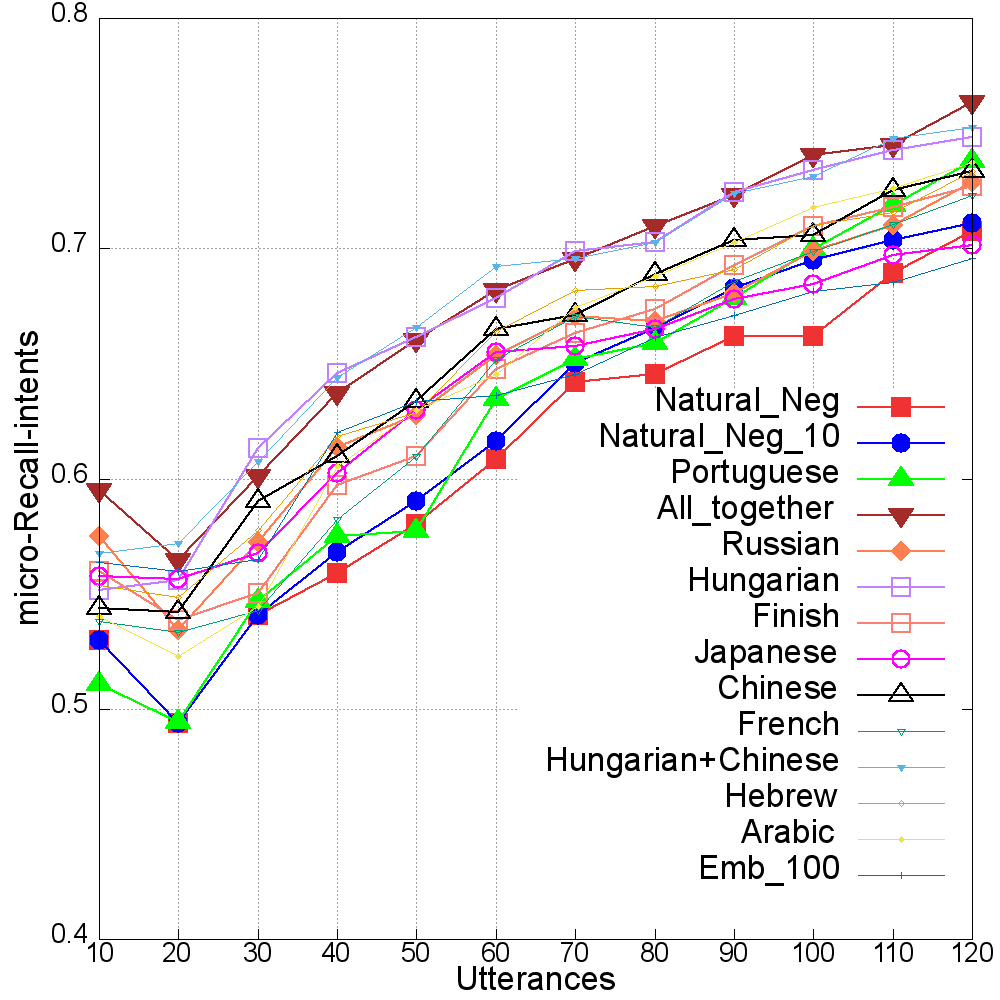 0.8
0.7
0.6
0.5
0.4
micro-Recall-intents
Natural_Neg
Natural_Neg_10
Portuguese
All_together
Russian
Hungarian
Finish
Japanese
Chinese
French
Hungarian+Chinese
Hebrew
Arabic
Emb_100
10 20 30 40 50 60 70 80 90 100 110 120
Utterances